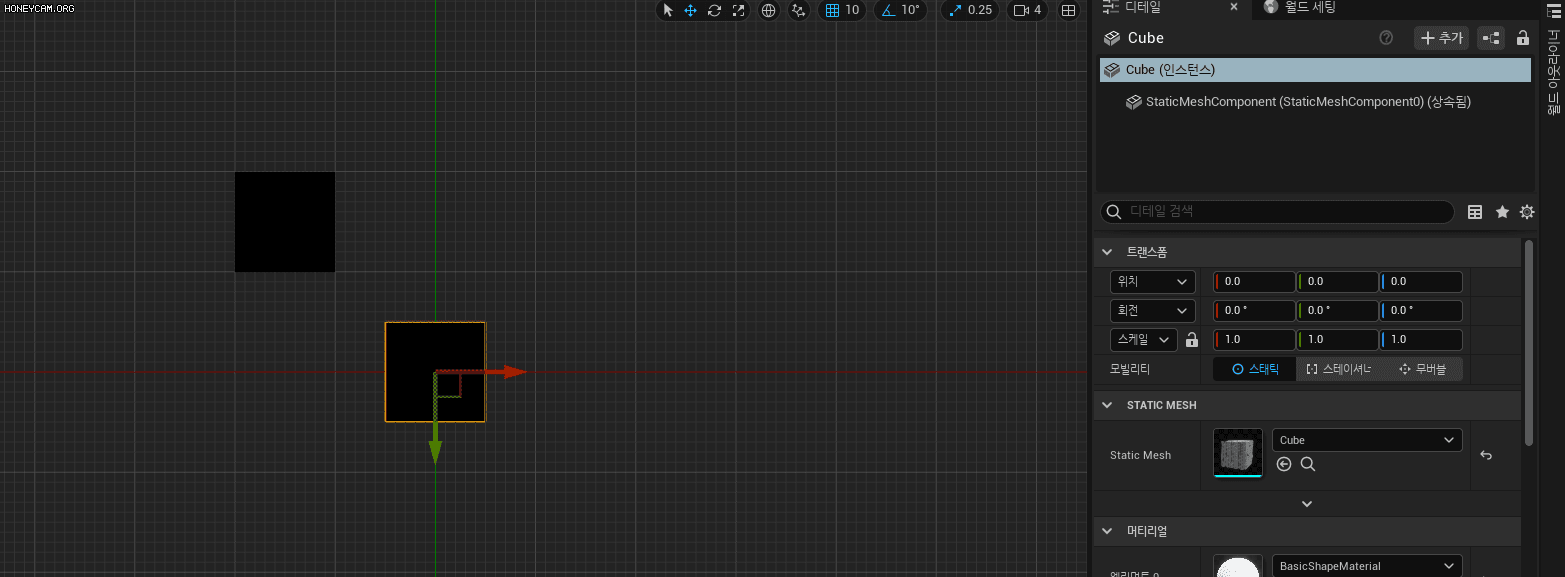 HONEYCAM.ORG
10
10°
0.25
4
디테일
월드 세팅
Cube
추가
Cube (인스턴스)
StaticMeshComponent (StaticMeshComponent0) (상속됨)
월드 아웃라이너
디테일 검색
트랜스폼
위치
0.0
0.0
0.0
회전
0.0 °
0.0 °
0.0 °
스케일
1.0
1.0
1.0
모빌리티
스태틱
스테이셔너
무버블
STATIC MESH
Static Mesh
Cube
머티리얼
엘리먼트 0
BasicShapeMaterial